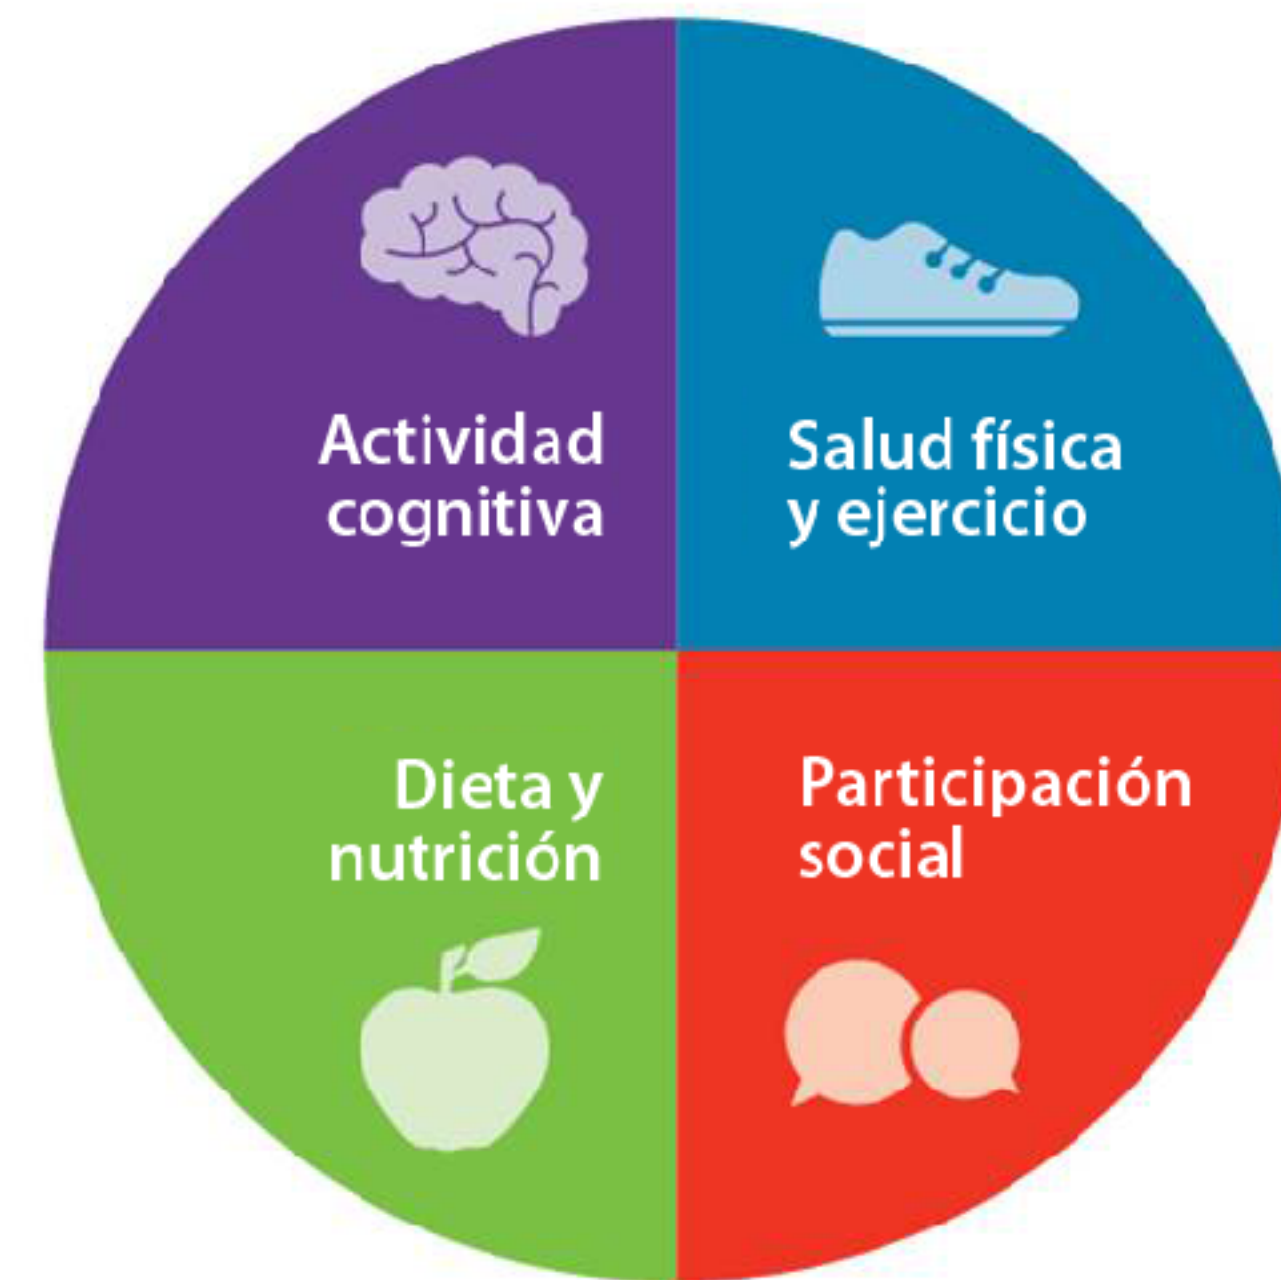 Actividad
cognitiva
Salud física
y ejercicio
Dieta y
nutrición
Participación
social